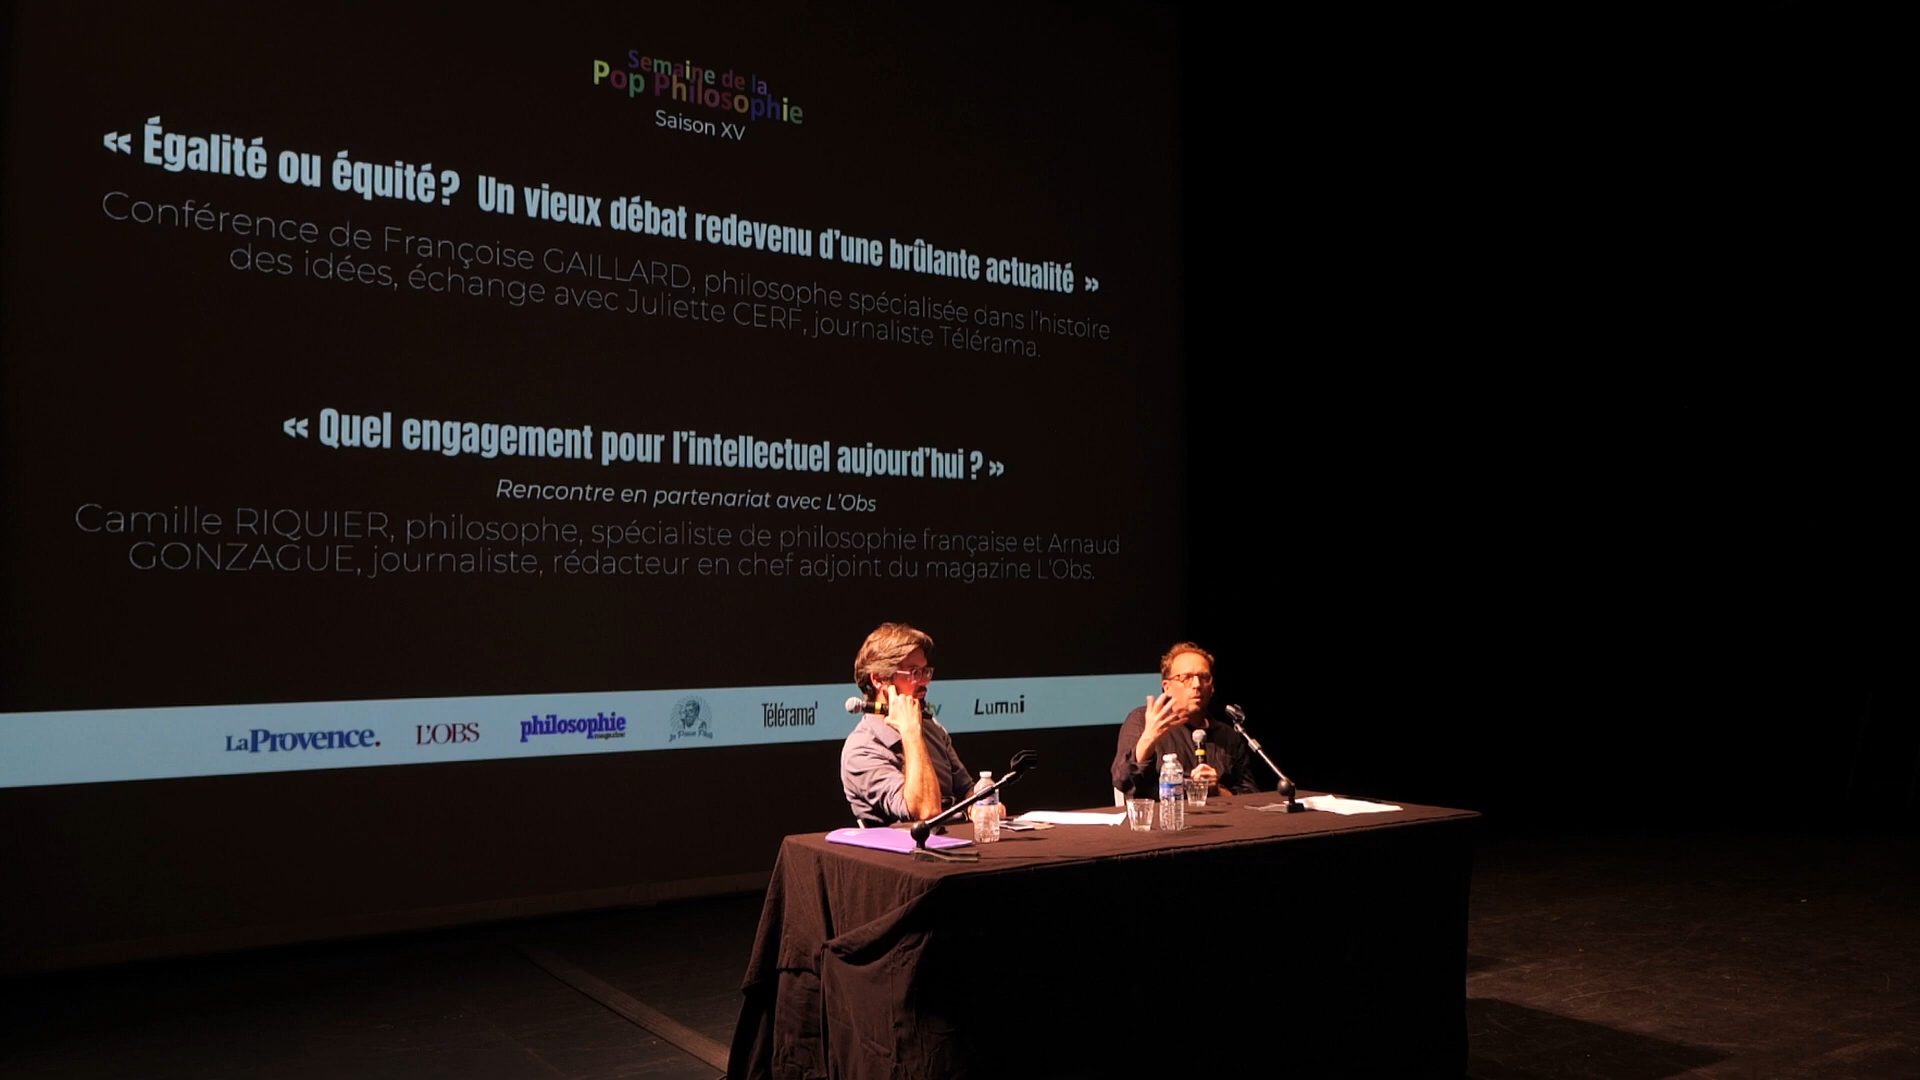 Semaine de la
Pop Philosophie
Saison XV
« Égalité ou équité ? Un vieux débat redevenu d'une brûlante actualité »
Conférence de Françoise GAILLARD, philosophe spécialisée dans l'histoire
des idées, échange avec Juliette CERF, journaliste Télérama.
« Quel engagement pour l'intellectuel aujourd'hui ? »
Rencontre en partenariat avec L'Obs
Camille RIQUIER, philosophe, spécialiste de philosophie française et Arnaud
GONZAGUE, journaliste, rédacteur en chef adjoint du magazine L'Obs.
LaProvence. L'OBS philosophie magazine Télérama' tv Lumni